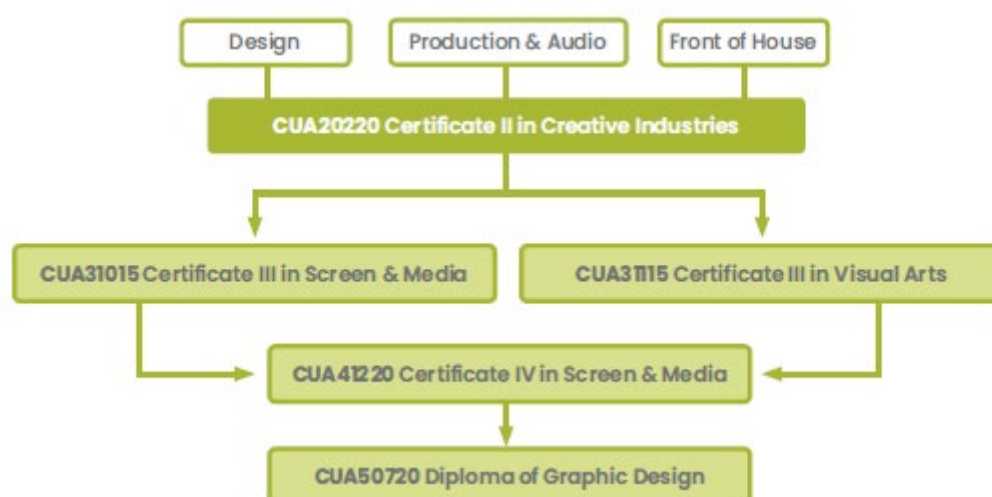 Design
Production & Audio
Front of House
CUA20220 Certificate II in Creative Industries
CUA31015 Certificate III in Screen & Media
CUA31115 Certificate III in Visual Arts
CUA41220 Certificate IV in Screen & Media
CUA50720 Diploma of Graphic Design